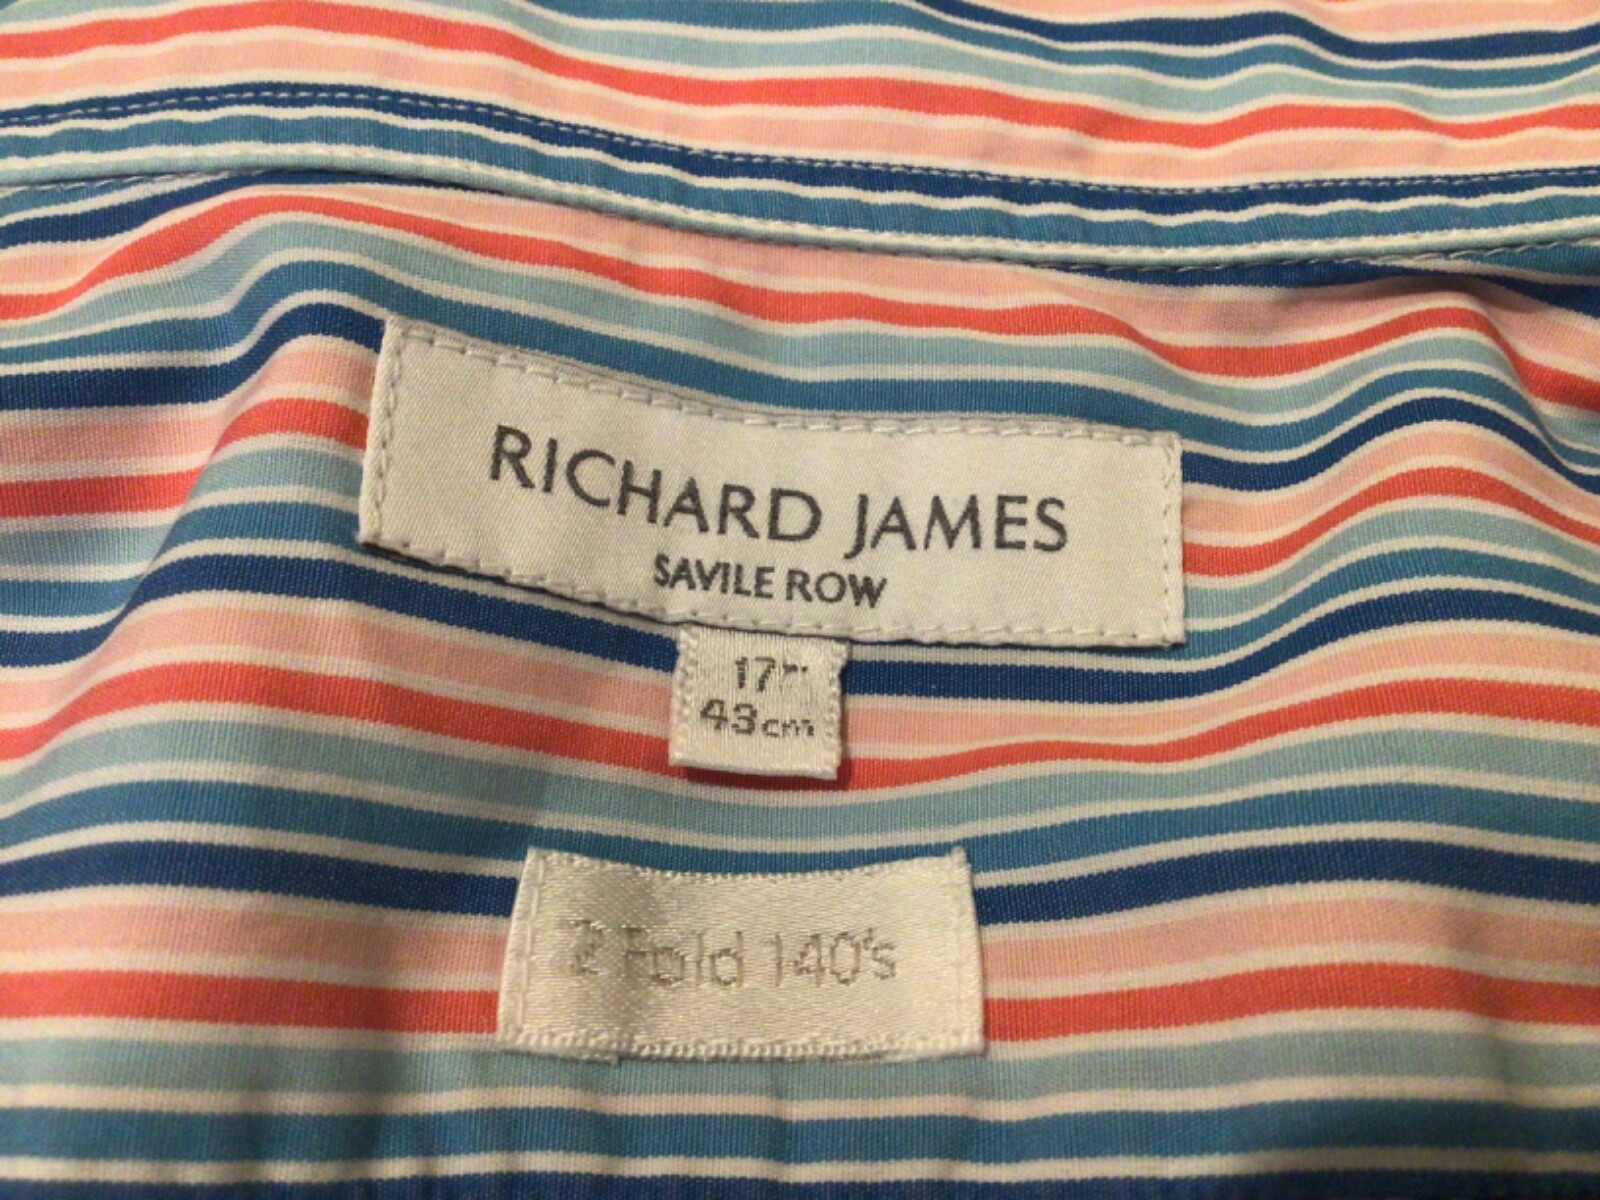 RICHARD JAMES
SAVILE ROW
17"
43cm
2 Fold 140's